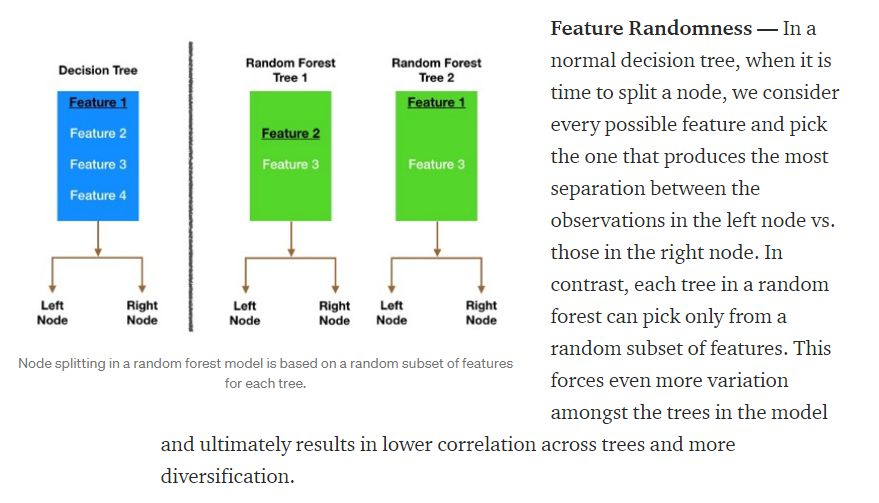 Decision Tree
Feature 1
Feature 2
Feature 3
Feature 4
Left
Node
Right
Node
Random Forest
Tree 1
Feature 2
Feature 3
Left
Node
Right
Node
Random Forest
Tree 2
Feature 1
Feature 3
Left
Node
Right
Node
Node splitting in a random forest model is based on a random subset of features
for each tree.
Feature Randomness — In a
normal decision tree, when it is
time to split a node, we consider
every possible feature and pick
the one that produces the most
separation between the
observations in the left node vs.
those in the right node. In
contrast, each tree in a random
forest can pick only from a
random subset of features. This
forces even more variation
amongst the trees in the model
and ultimately results in lower correlation across trees and more
diversification.